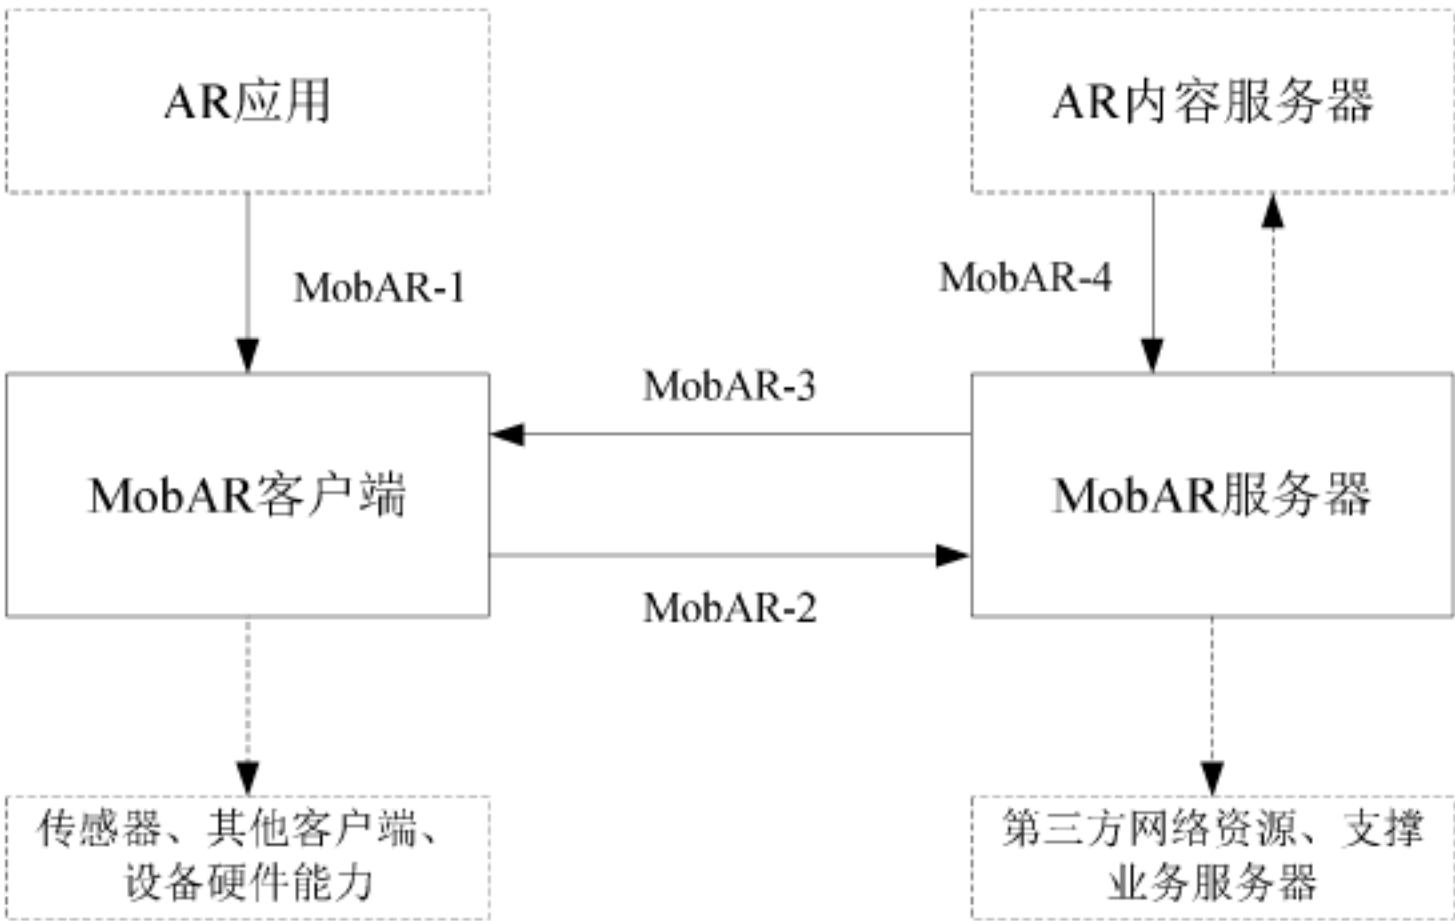 AR应用
AR内容服务器
MobAR-1
MobAR-4
MobAR-3
MobAR客户端
MobAR服务器
MobAR-2
传感器、其他客户端、
设备硬件能力
第三方网络资源、支撑
业务服务器